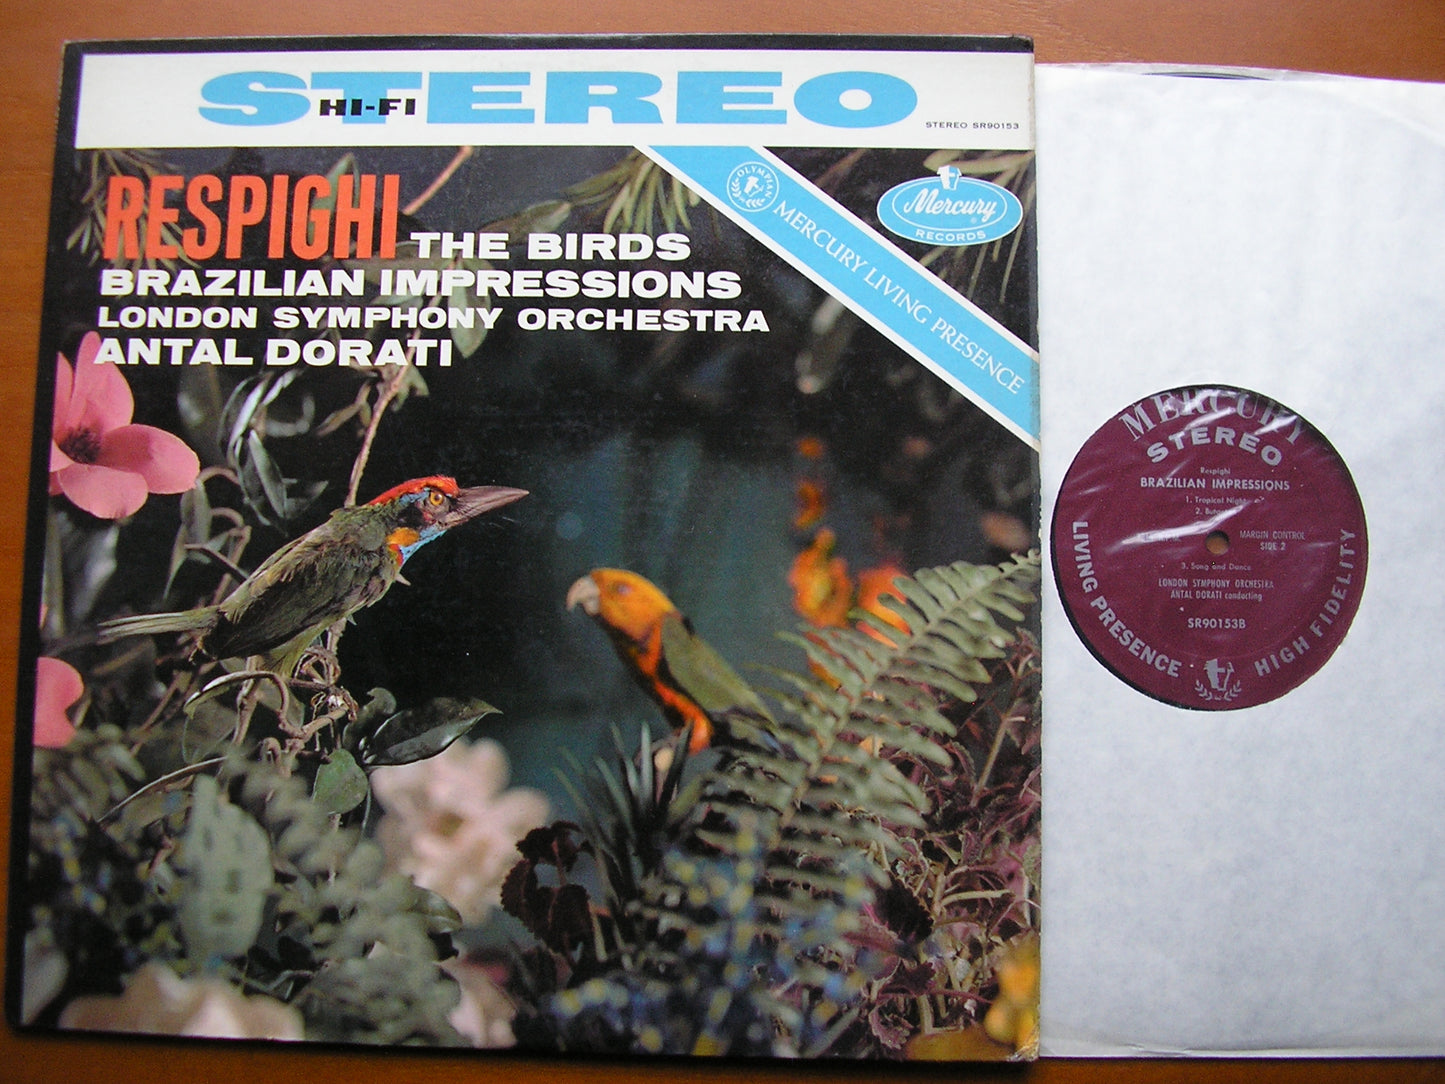 STEREO
HI-FI
STEREO SR90153
RESPIGHI THE BIRDS
BRAZILIAN IMPRESSIONS
LONDON SYMPHONY ORCHESTRA
ANTAL DORATI
OLYMPIAN
MERCURY LIVING PRESENCE
Mercury
RECORDS
MERCURY
STEREO
Respighi
BRAZILIAN IMPRESSIONS
1. Tropical Night
2.
MARGIN CONTROL
SIDE 2
3. Song and Dance
LONDON SYMPHONY ORCHESTRA
ANTAL DORATI conducting
SR90153B
LIVING PRESENCE
HIGH FIDELITY